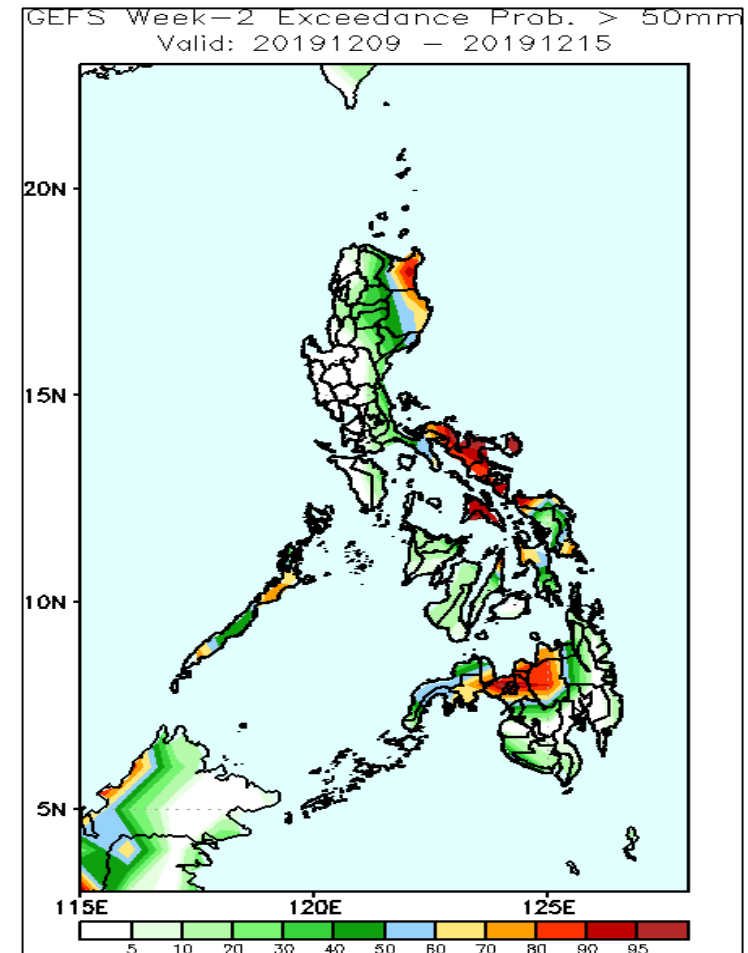 GEFS Week-2 Exceedance Prob. > 50mm
Valid: 20191209 - 20191215
20N
15N
10N
5N
115E 120E 125E
5 10 20 30 40 50 60 70 80 90 95